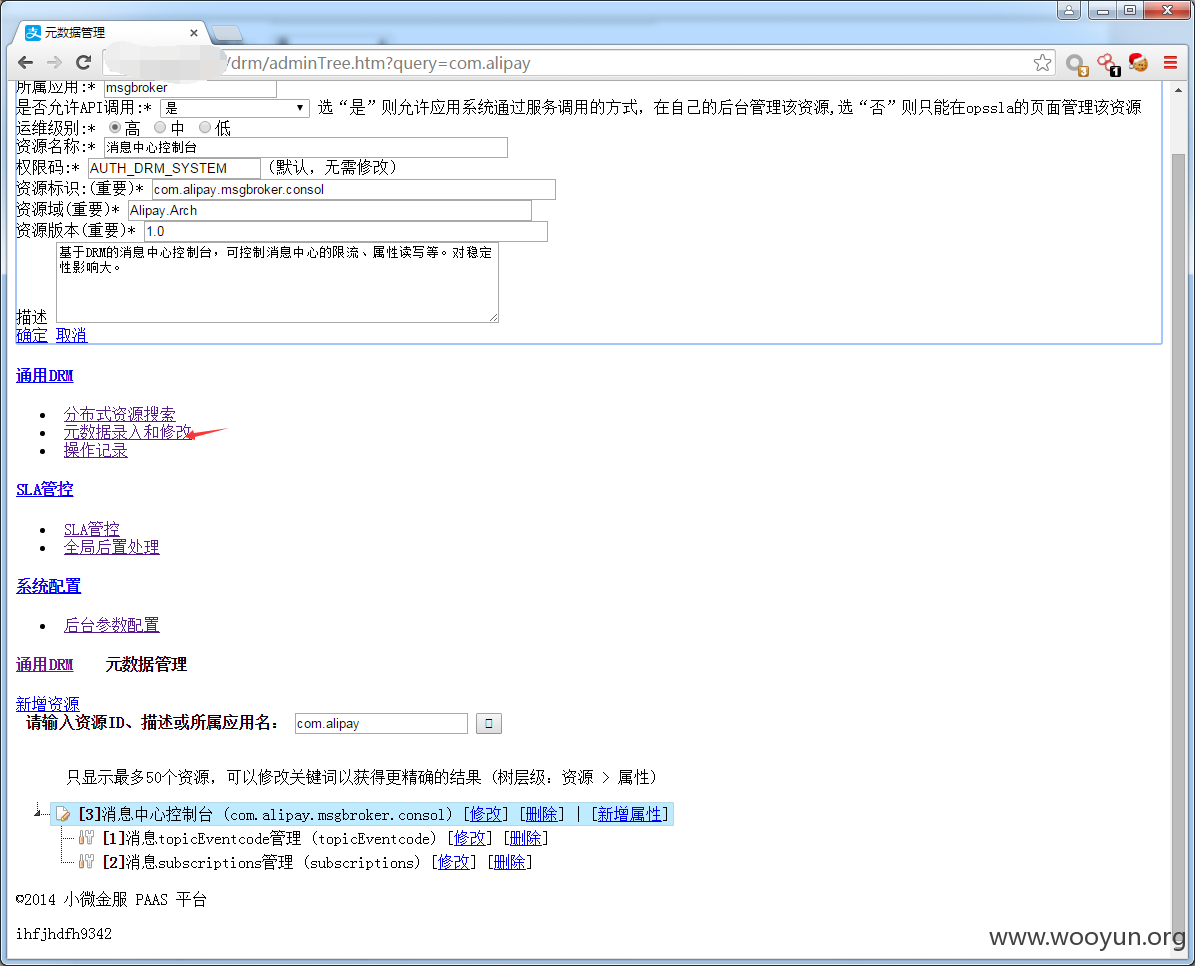 元数据管理
/drm/adminTree.htm?query=com.alipay
3
1
所属应用:* msgbroker
是否允许API调用:* 是 选“是”则允许应用系统通过服务调用的方式，在自己的后台管理该资源,选“否”则只能在opssla的页面管理该资源
运维级别:* 高 中 低
资源名称:* 消息中心控制台
权限码:* AUTH_DRM_SYSTEM （默认，无需修改）
资源标识:(重要)* com.alipay.msgbroker.consol
资源域(重要)* Alipay.Arch
资源版本(重要)* 1.0
基于DRM的消息中心控制台，可控制消息中心的限流、属性读写等。对稳定
性影响大。
描述
确定 取消
通用DRM
分布式资源搜索
元数据录入和修改
操作记录
SLA管控
SLA管控
全局后置处理
系统配置
后台参数配置
通用DRM 元数据管理
新增资源
请输入资源ID、描述或所属应用名： com.alipay
只显示最多50个资源，可以修改关键词以获得更精确的结果（树层级：资源 > 属性）
[3]消息中心控制台（com.alipay.msgbroker.consol）[修改] [删除] | [新增属性]
[1]消息topicEventcode管理（topicEventcode）[修改] [删除]
[2]消息subscriptions管理（subscriptions）[修改] [删除]
©2014 小微金服 PAAS 平台
ihfjhdfh9342
www.wooyun.org